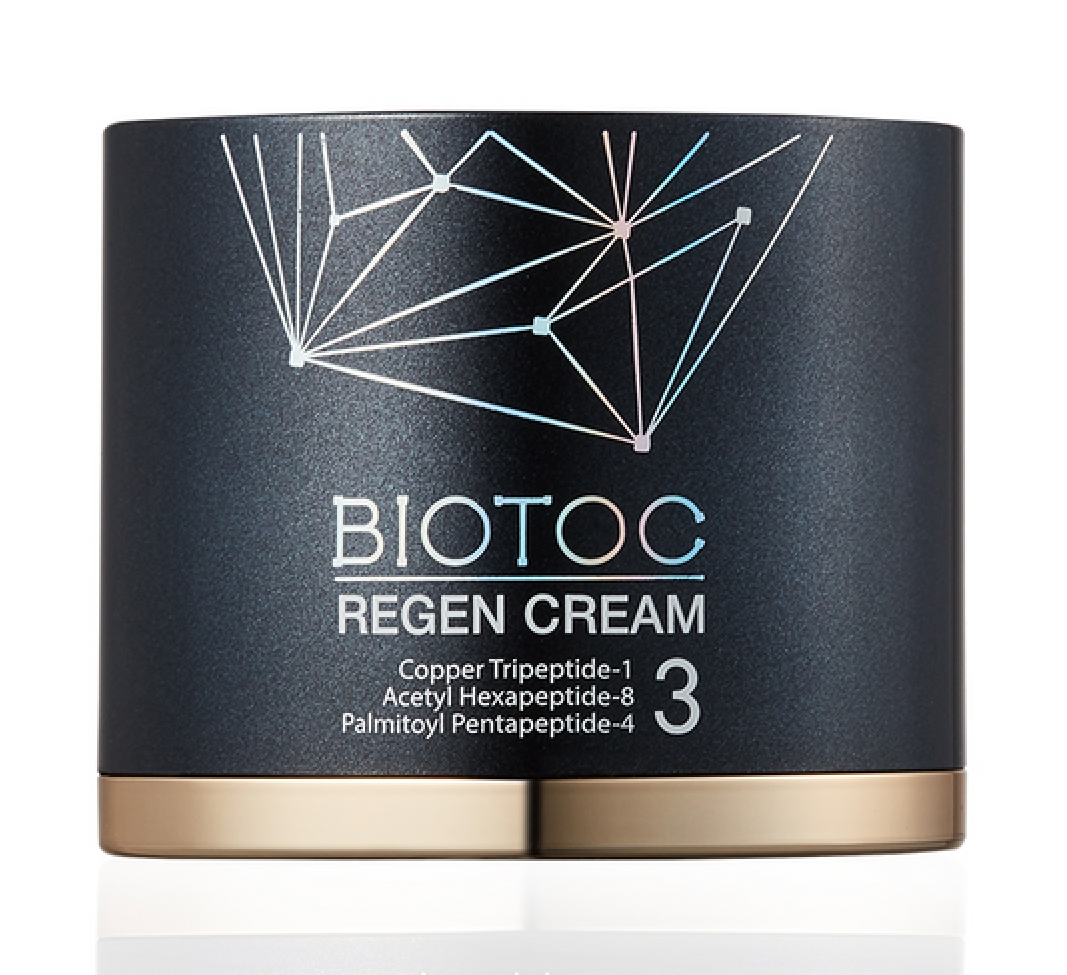 BIOTOC
REGEN CREAM
Copper Tripeptide-1
Acetyl Hexapeptide-8
Palmitoyl Pentapeptide-4
3